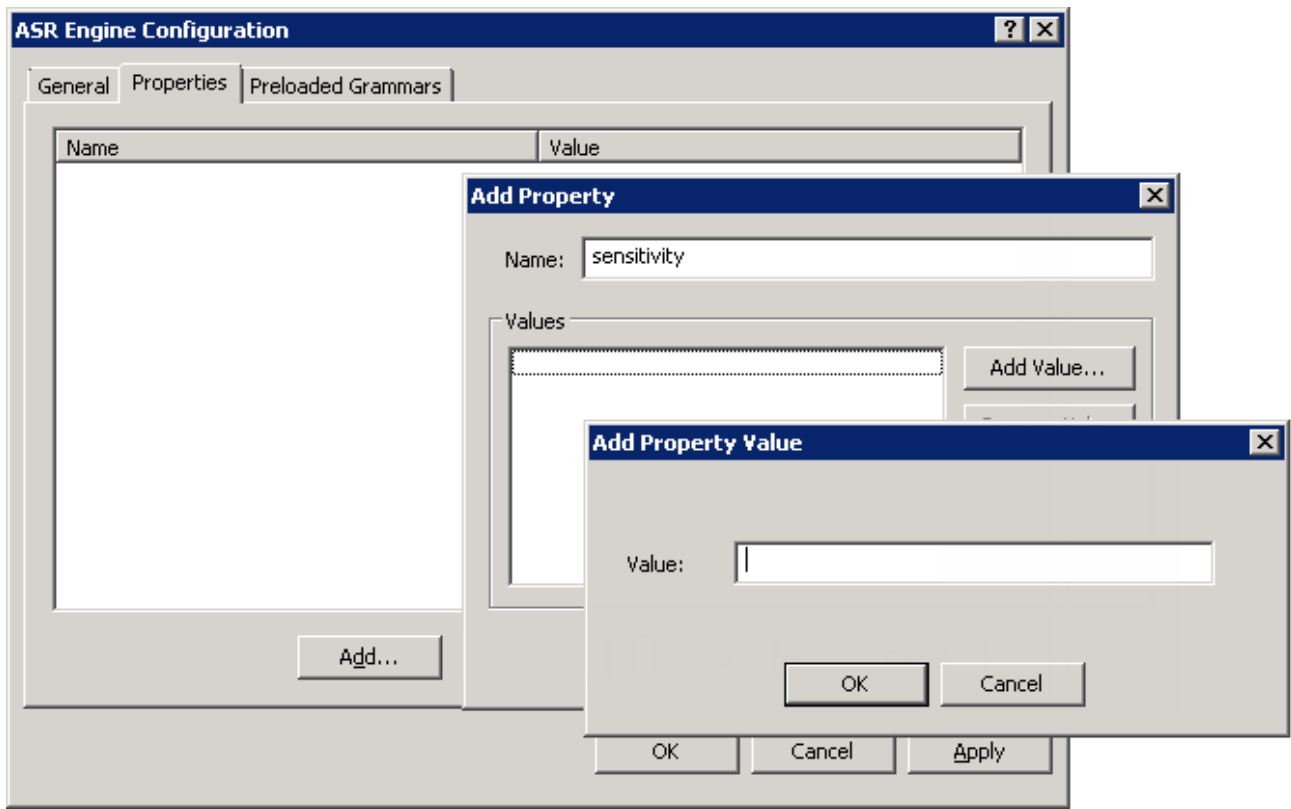 ASR Engine Configuration
General Properties Preloaded Grammars
Name Value
Add Property
Name: sensitivity
Values
Add Value...
Add Property Value
Value:
OK Cancel
Add...
OK Cancel Apply